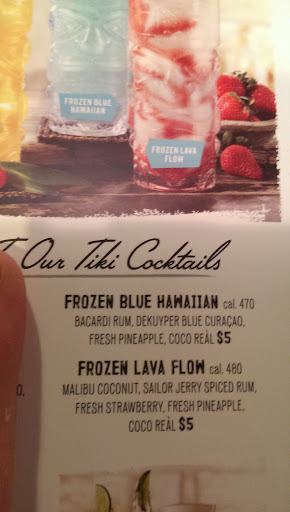 FROZEN BLUE
HAWAIIAN
FROZEN LAVA
FLOW
Our Tiki Cocktails
FROZEN BLUE HAWAIIAN cal. 470
BACARDI RUM, DEKUYPER BLUE CURAÇAO,
FRESH PINEAPPLE, COCO REÀL $5
FROZEN LAVA FLOW cal. 480
MALIBU COCONUT, SAILOR JERRY SPICED RUM,
FRESH STRAWBERRY, FRESH PINEAPPLE,
COCO REÀL $5